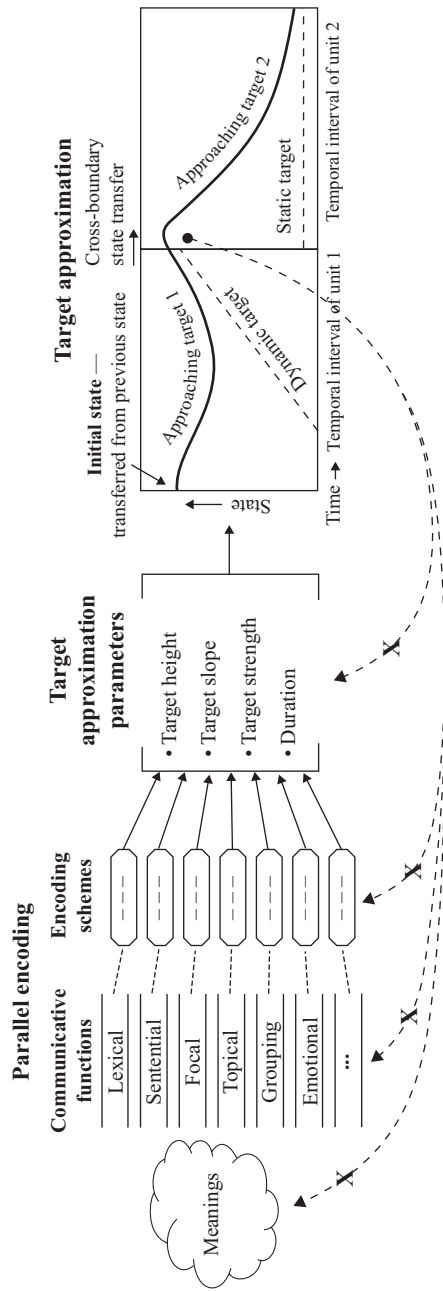 Parallel encoding
Meanings
Communicative
functions
Lexical
Sentential
Focal
Topical
Grouping
Emotional
...
Encoding
schemes
Target
approximation
parameters
• Target height
• Target slope
• Target strength
• Duration
Target approximation
Initial state —
transferred from previous state
Cross-boundary
state transfer
State
Approaching target 1
Dynamic target
Approaching target 2
Static target
Time
Temporal interval of unit 1
Temporal interval of unit 2
X
X
X
X